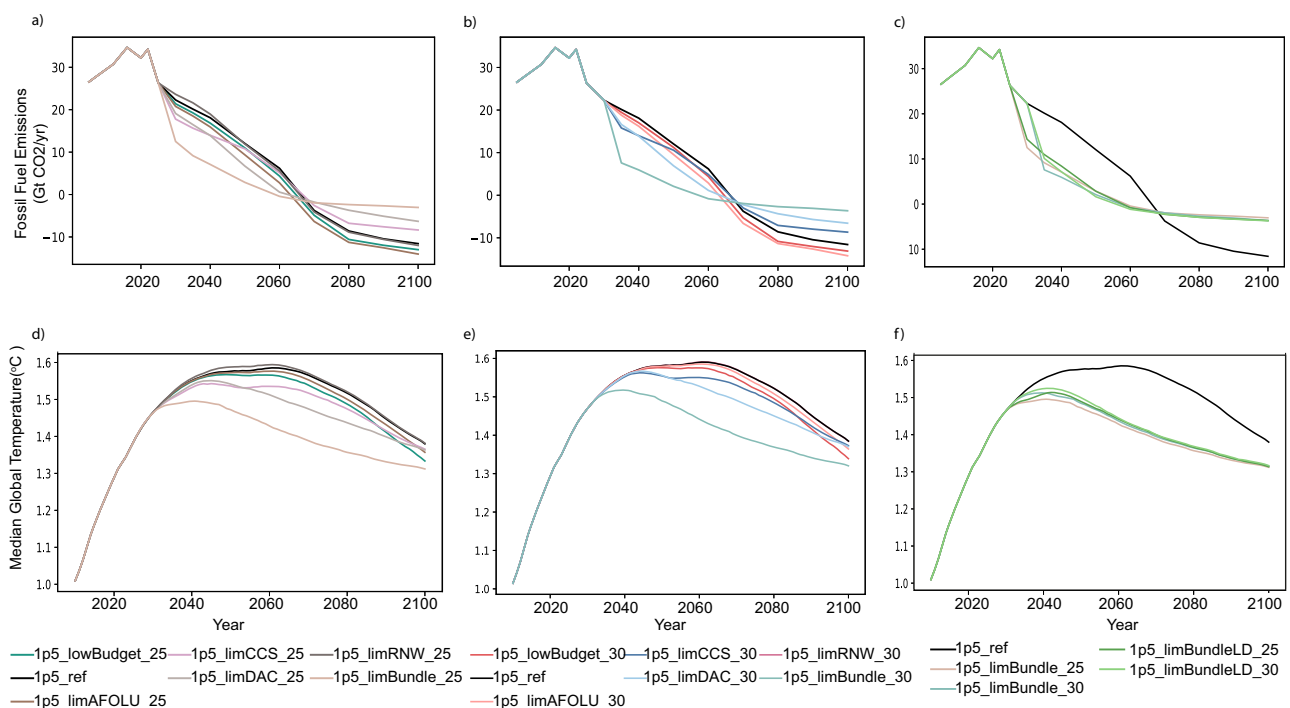 a)
b)
c)
Fossil Fuel Emissions
(Gt CO2/yr)
30
20
10
0
−10
2020 2040 2060 2080 2100
30
20
10
0
−10
2020 2040 2060 2080 2100
30
20
10
0
10
2020 2040 2060 2080 2100
d)
e)
f)
Median Global Temperature(°C)
1.6
1.5
1.4
1.3
1.2
1.1
1.0
2020 2040 2060 2080 2100
Year
1.6
1.5
1.4
1.3
1.2
1.1
1.0
2020 2040 2060 2080 2100
Year
1.6
1.5
1.4
1.3
1.2
1.1
1.0
2020 2040 2060 2080 2100
Year
1p5_lowBudget_25 1p5_limCCS_25 1p5_limRNW_25
1p5_ref 1p5_limDAC_25 1p5_limBundle_25
1p5_limAFOLU_25
1p5_lowBudget_30 1p5_limCCS_30 1p5_limRNW_30
1p5_ref 1p5_limDAC_30 1p5_limBundle_30
1p5_limAFOLU_30
1p5_ref 1p5_limBundleLD_25
1p5_limBundle_25 1p5_limBundleLD_30
1p5_limBundle_30